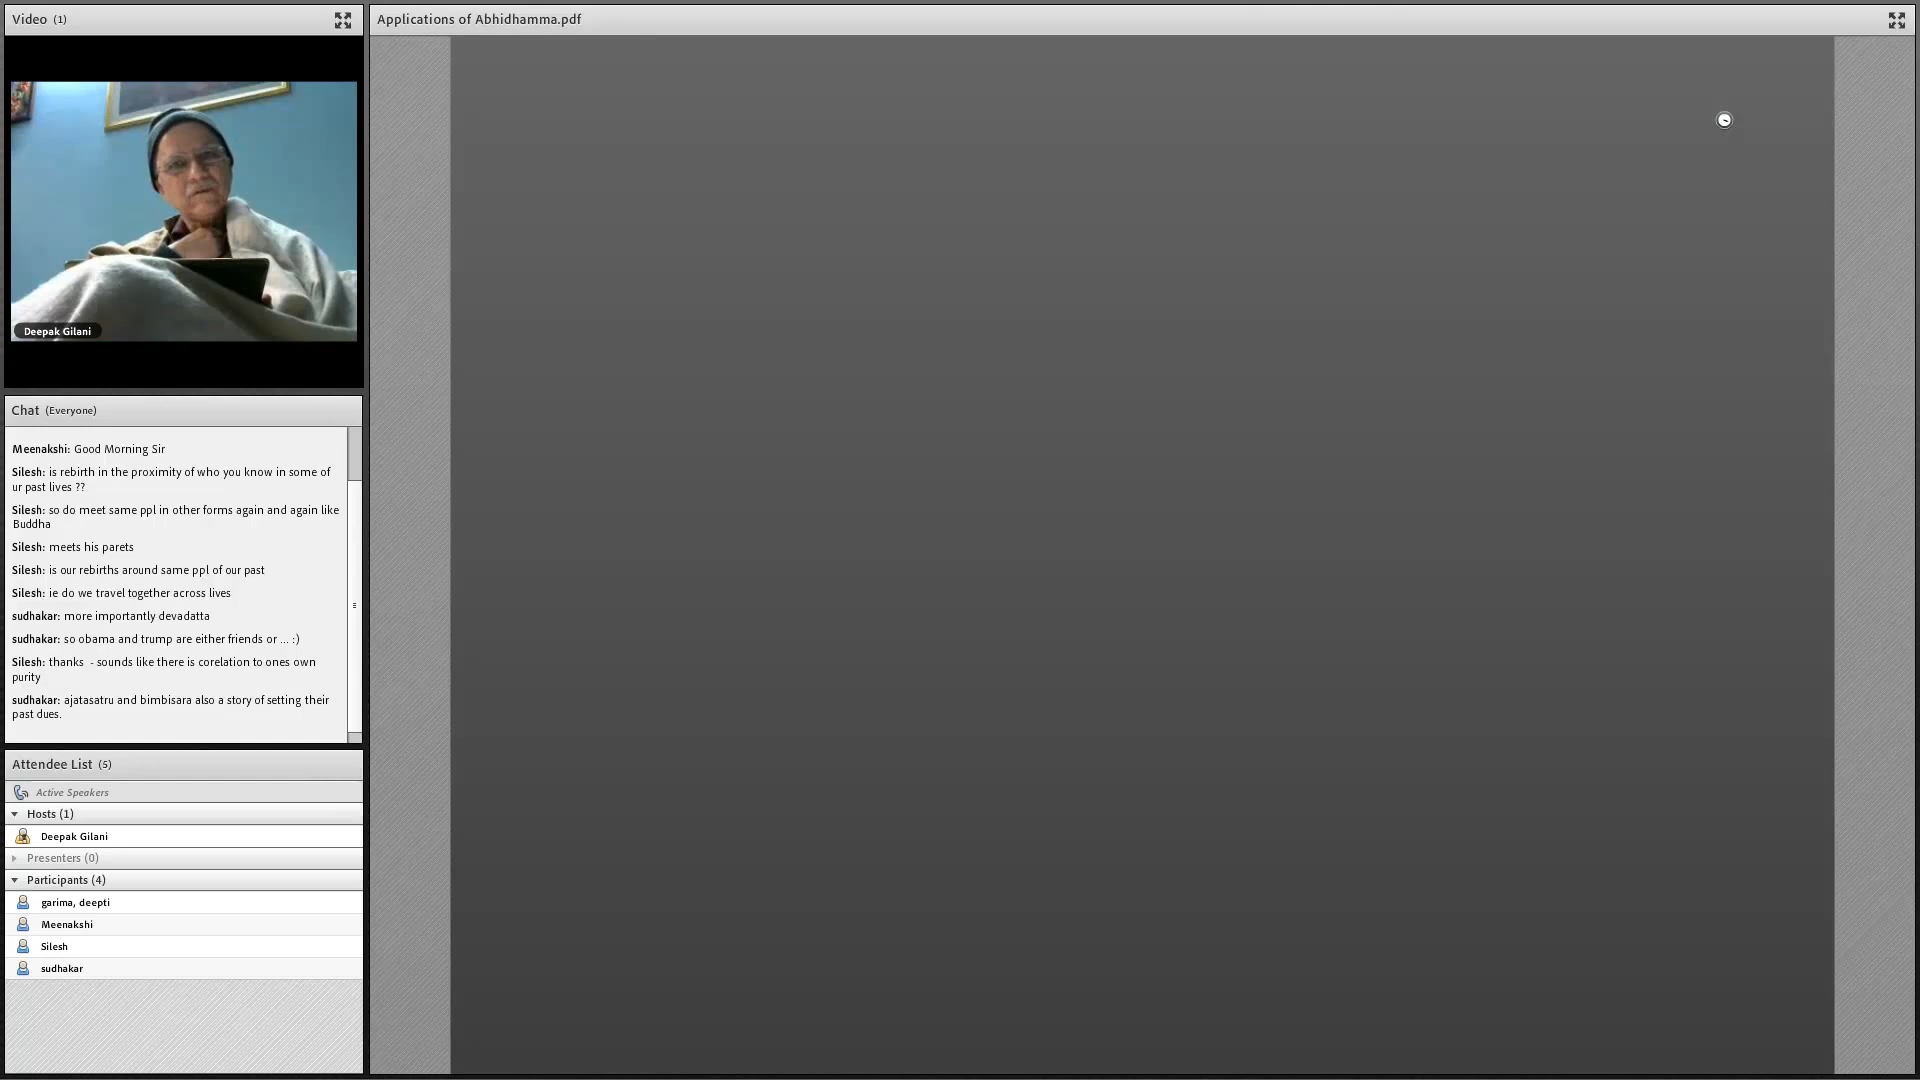 Video (1)
Applications of Abhidhamma.pdf
Deepak Gilani
Chat (Everyone)
Meenakshi: Good Morning Sir
Silesh: is rebirth in the proximity of who you know in some of
ur past lives ??
Silesh: so do meet same ppl in other forms again and again like
Buddha
Silesh: meets his parets
Silesh: is our rebirths around same ppl of our past
Silesh: ie do we travel together across lives
sudhakar: more importantly devadatta
sudhakar: so obama and trump are either friends or ... :)
Silesh: thanks - sounds like there is corelation to ones own
purity
sudhakar: ajatasatru and bimbisara also a story of setting their
past dues.
Attendee List (5)
Active Speakers
Hosts (1)
Deepak Gilani
Presenters (0)
Participants (4)
garima, deepti
Meenakshi
Silesh
sudhakar